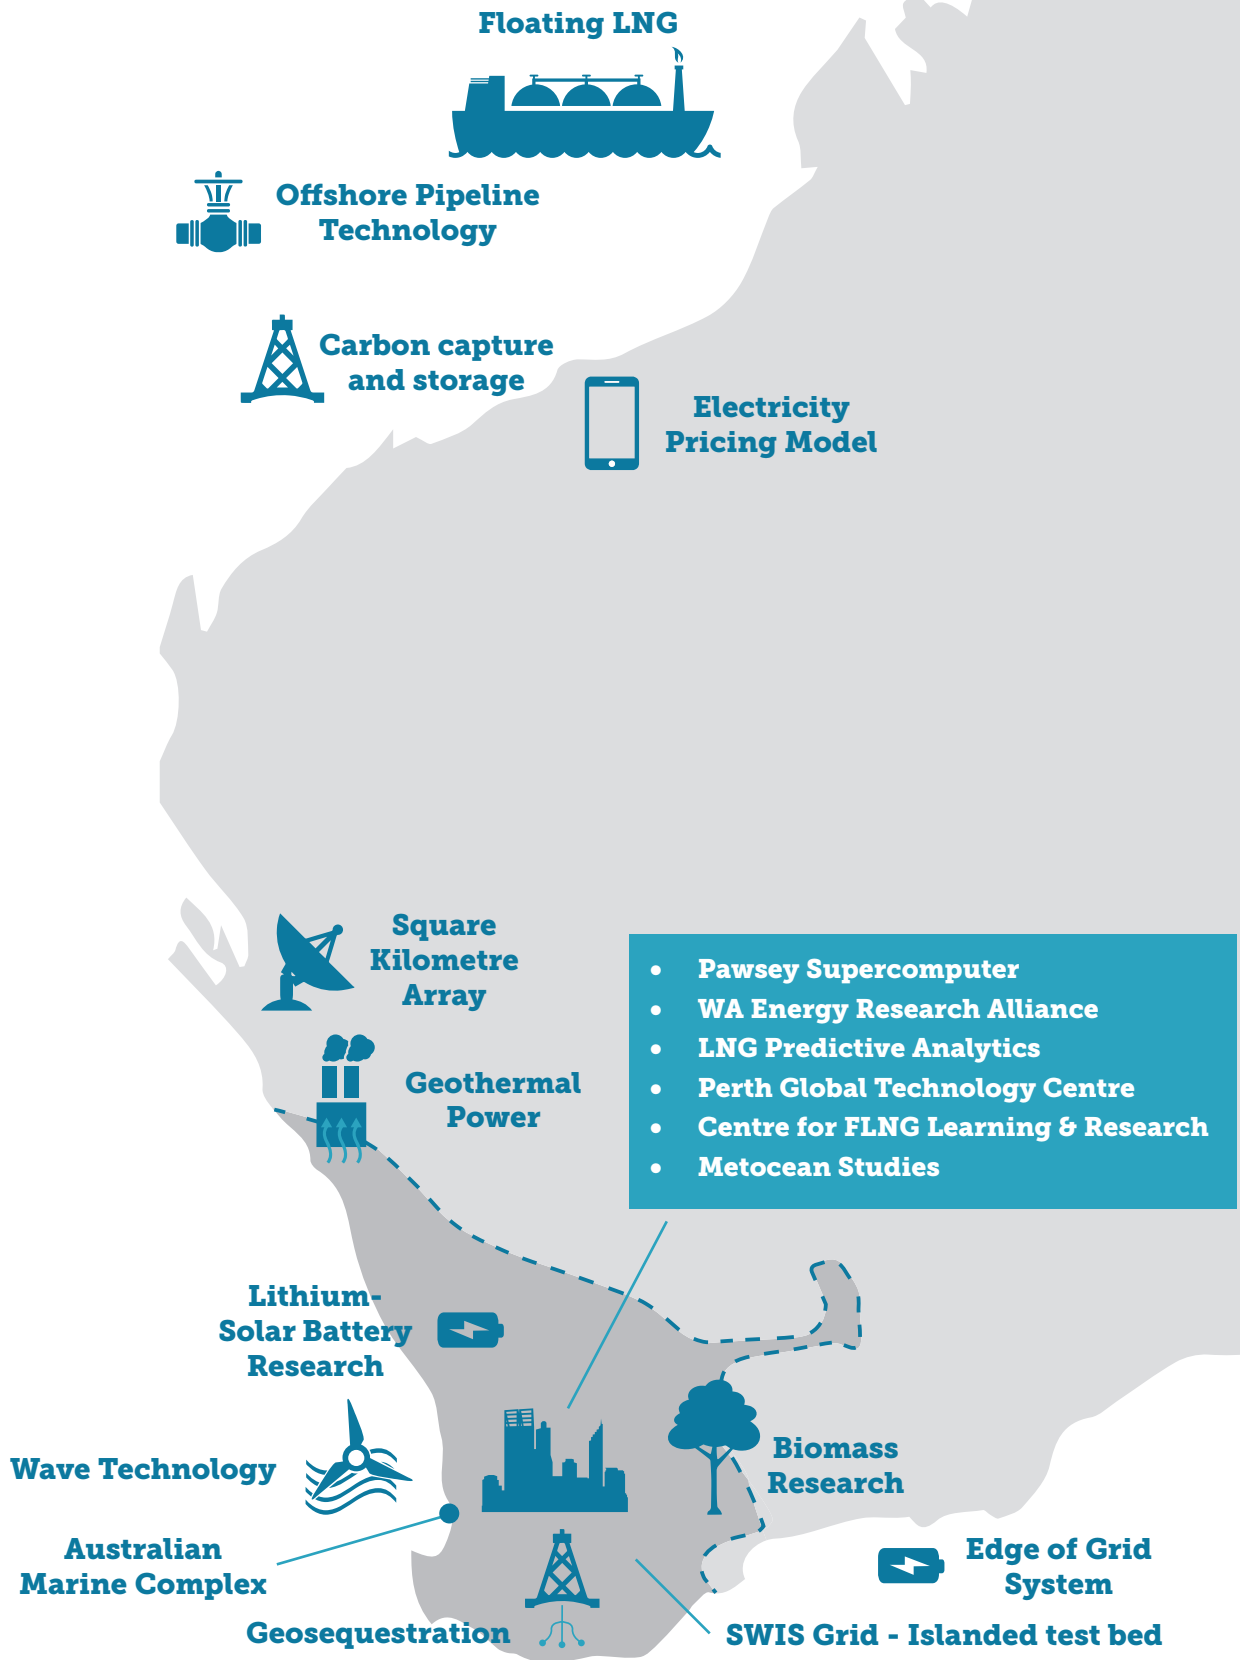 Floating LNG
Offshore Pipeline
Technology
Carbon capture
and storage
Electricity
Pricing Model
Square
Kilometre
Array
• Pawsey Supercomputer
• WA Energy Research Alliance
• LNG Predictive Analytics
• Perth Global Technology Centre
• Centre for FLNG Learning & Research
• Metocean Studies
Geothermal
Power
Lithium-
Solar Battery
Research
Wave Technology
Biomass
Research
Australian
Marine Complex
Edge of Grid
System
Geosequestration
SWIS Grid - Islanded test bed